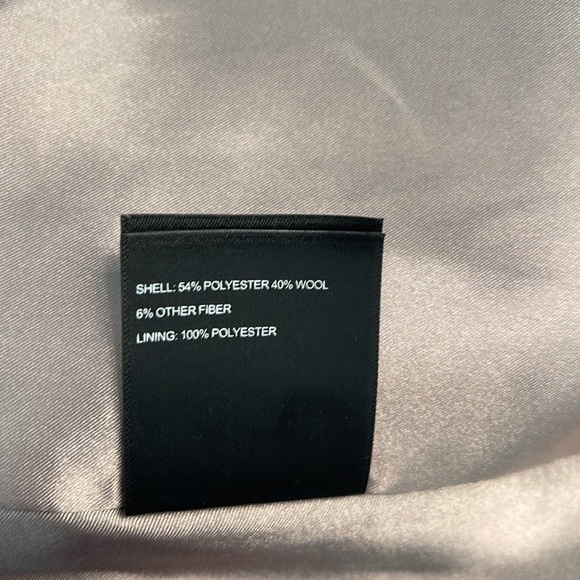 SHELL: 54% POLYESTER 40% WOOL
6% OTHER FIBER
LINING: 100% POLYESTER